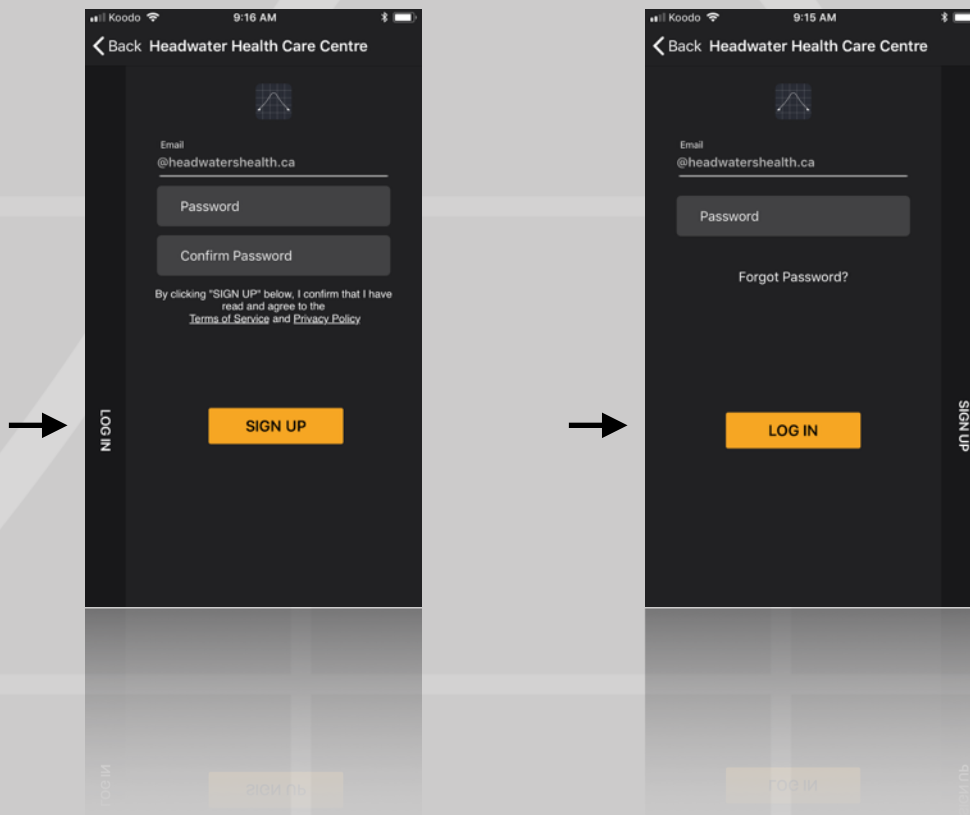 Koodo 9:16 AM
Back Headwater Health Care Centre
Email
@headwatershealth.ca
Password
Confirm Password
By clicking "SIGN UP" below, I confirm that I have
read and agree to the
Terms of Service and Privacy Policy
LOG IN
SIGN UP
Koodo 9:15 AM
Back Headwater Health Care Centre
Email
@headwatershealth.ca
Password
Forgot Password?
LOG IN
SIGN UP